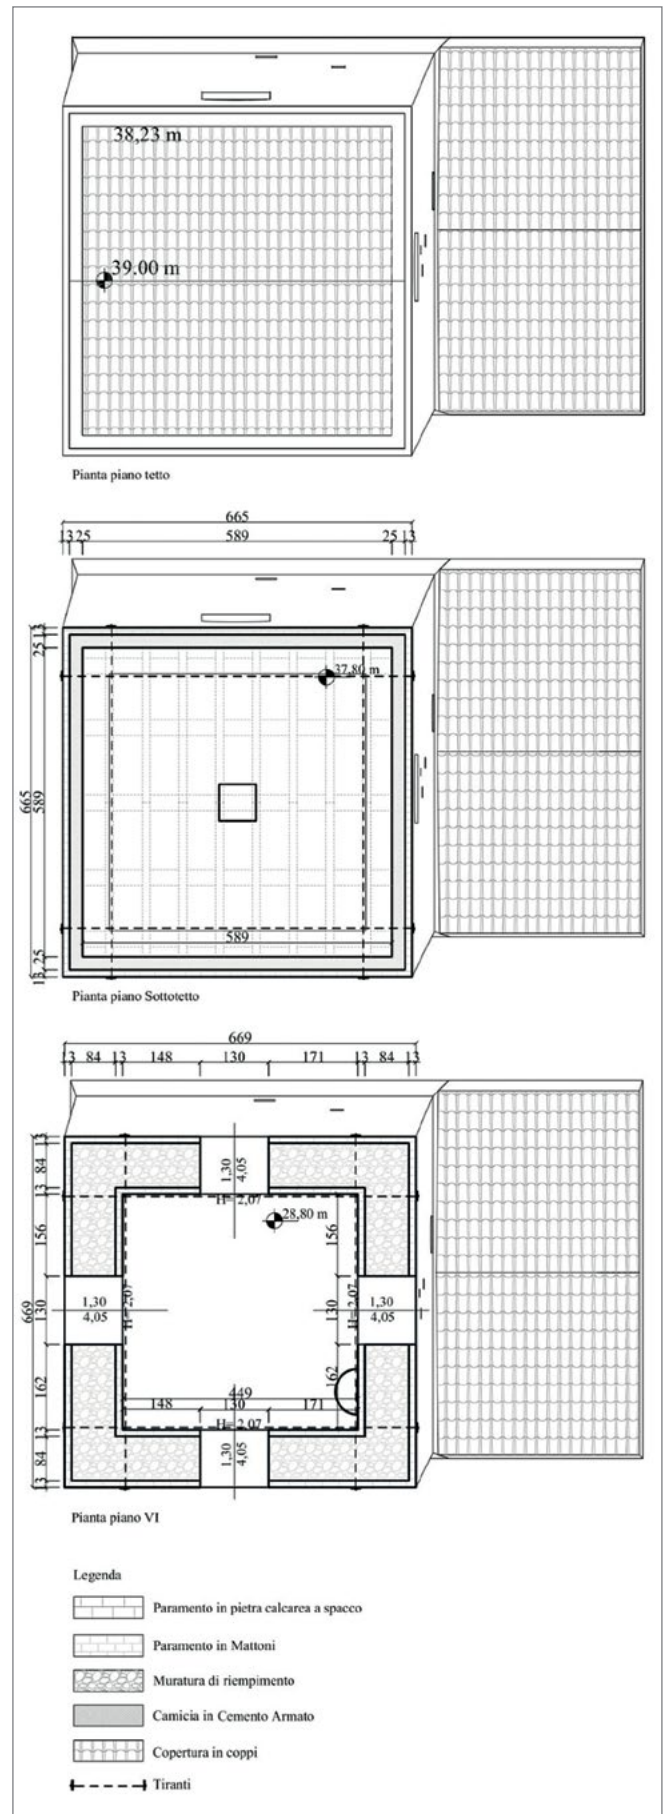 38,23 m
39.00 m
Pianta piano tetto
665
13 25 589 25 13
13
25
37,80 m
665
589
589
25
13
Pianta piano Sottotetto
669
13 84 13 148 130 171 13 84 13
13
84
13
1,30
4,05
H= 2,07
28,80 m
156
156
669
130
1,30
4,05
H=2,07
130
H=2,07
1,30
4,05
162
162
449
148 130 171
H= 2,07
13
84
13
1,30
4,05
Pianta piano VI
Legenda
Paramento in pietra calcarea a spacco
Paramento in Mattoni
Muratura di riempimento
Camicia in Cemento Armato
Copertura in coppi
Tiranti